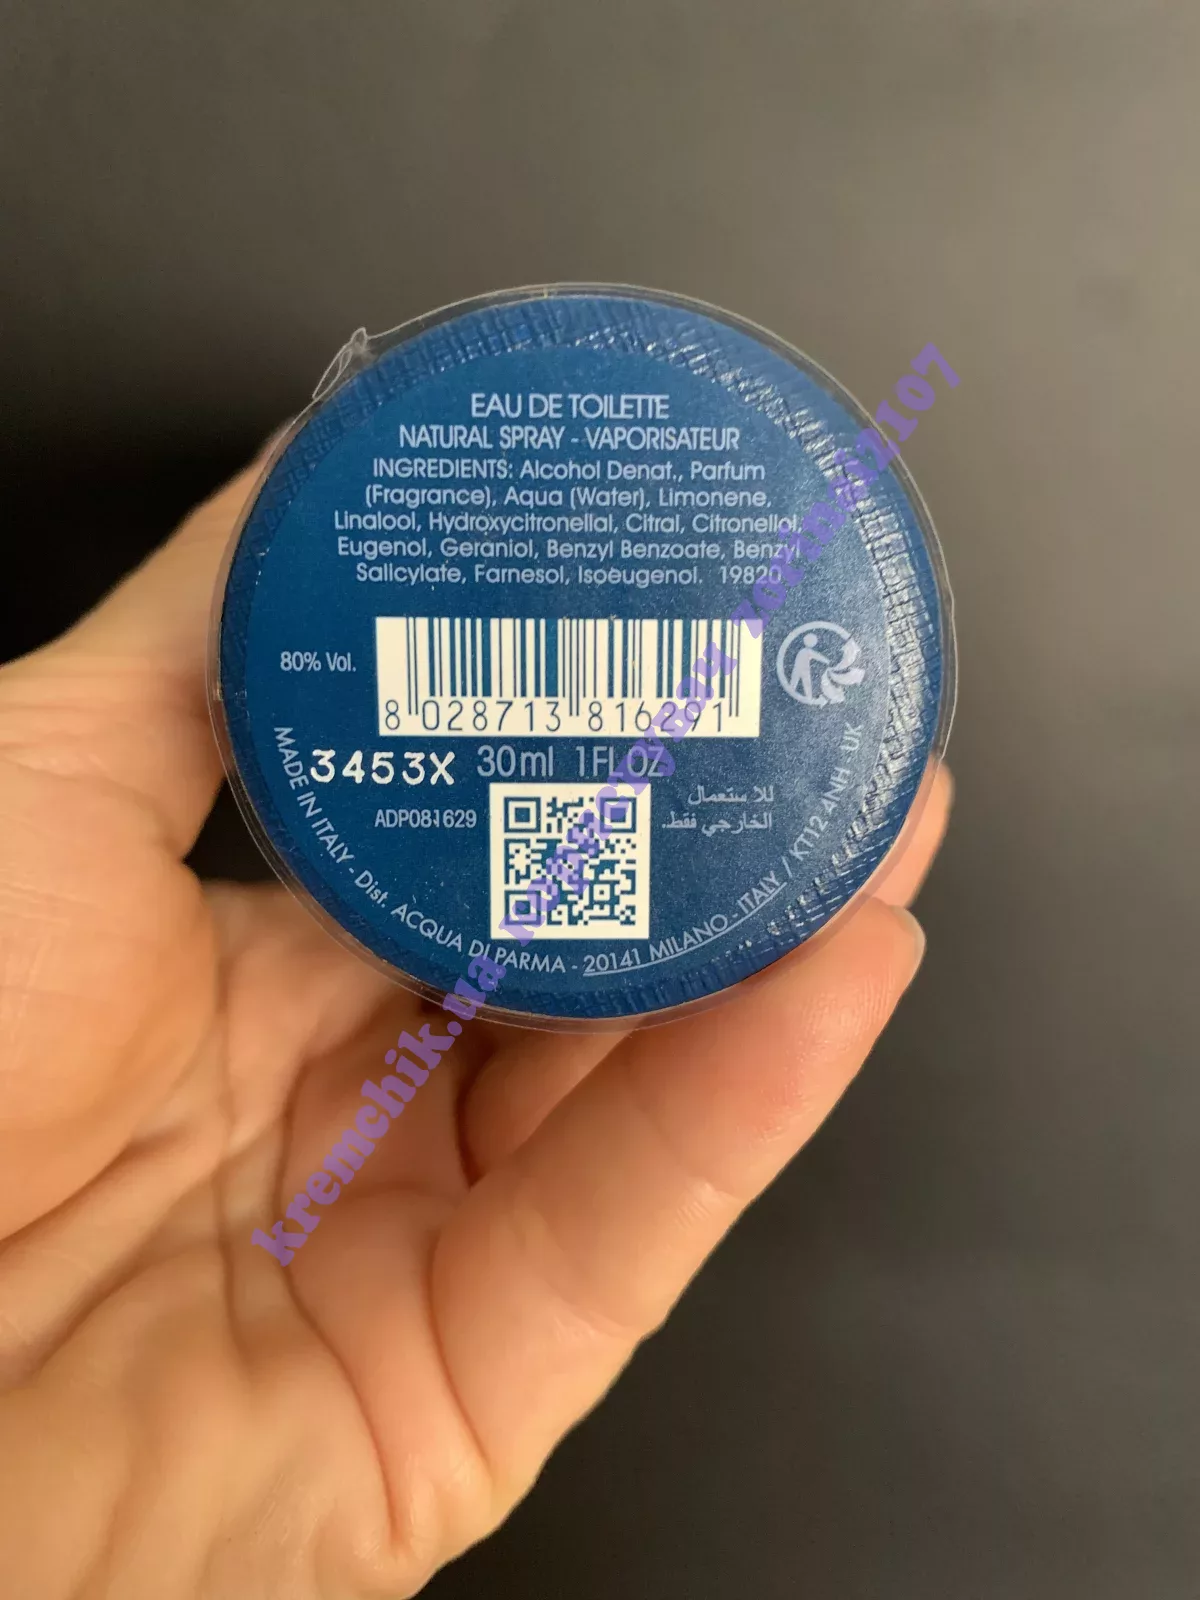 EAU DE TOILETTE
NATURAL SPRAY - VAPORISATEUR
INGREDIENTS: Alcohol Denat., Parfum
(Fragrance), Aqua (Water), Limonene,
Linalool, Hydroxycitronellal, Citral, Citronellol,
Eugenol, Geraniol, Benzyl Benzoate, Benzyl
Salicylate, Farnesol, Isoeugenol. 19820
80% Vol.
8 028713 816291
3453X 30ml 1FL OZ
ADP081629
للاستعمال
الخارجي فقط.
MADE IN ITALY - Dist. ACQUA DI PARMA - 20141 MILANO - ITALY / KT12 4NH - UK
kremchik.ua